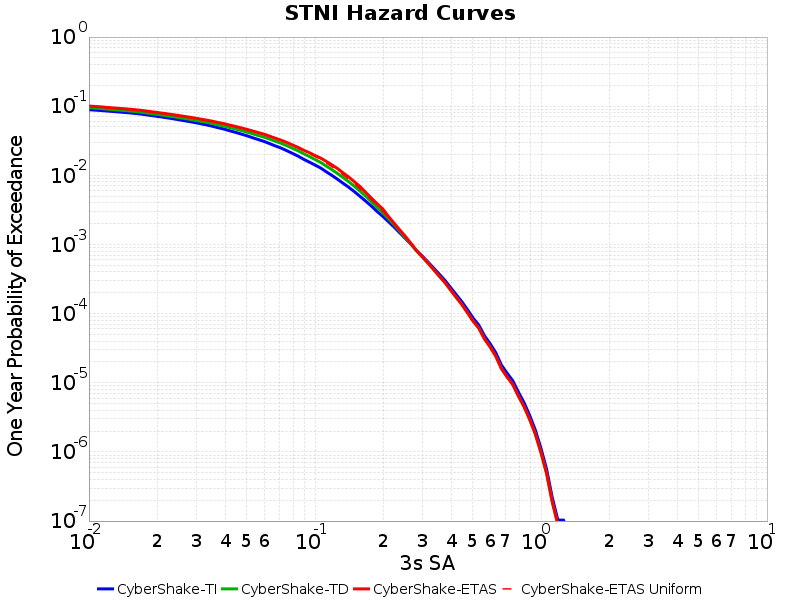 STNI Hazard Curves
One Year Probability of Exceedance
10^0
10^-1
10^-2
10^-3
10^-4
10^-5
10^-6
10^-7
10^-2 2 3 4 5 6 10^-1 2 3 4 5 6 7 10^0 2 3 4 5 6 7 10^1
3s SA
CyberShake-TI CyberShake-TD CyberShake-ETAS CyberShake-ETAS Uniform